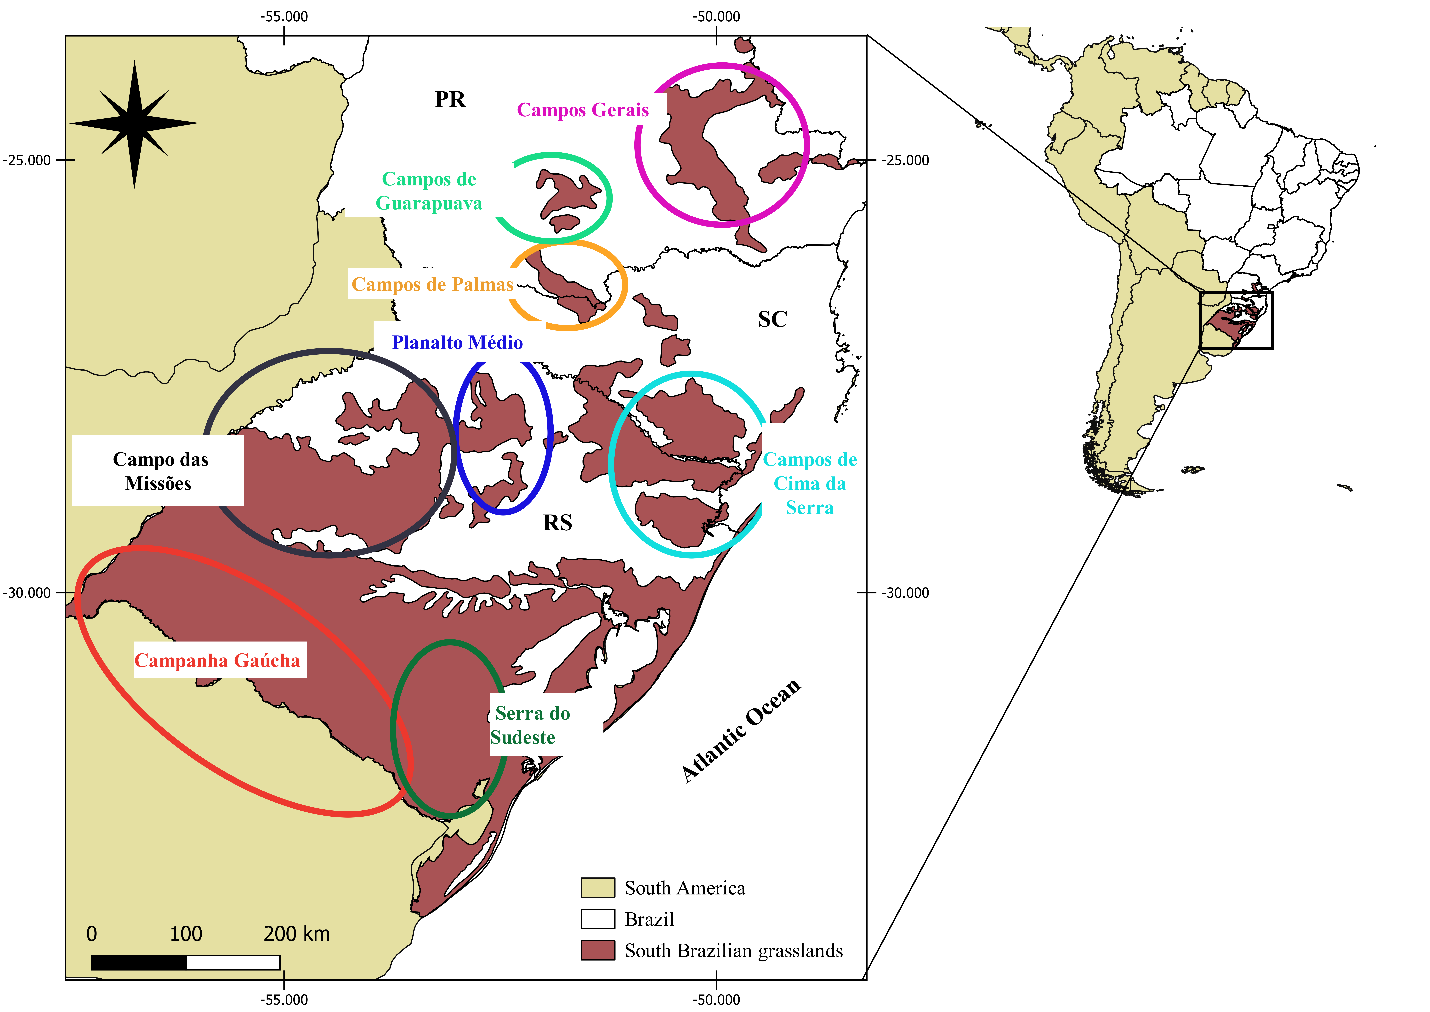 -55.000
-50.000
PR
Campos Gerais
-25.000
-25.000
Campos de
Guarapuava
Campos de Palmas
SC
Planalto Médio
Campo das
Missões
Campos de
Cima da
Serra
RS
-30.000
-30.000
Campanha Gaúcha
Serra do
Sudeste
Atlantic Ocean
South America
Brazil
South Brazilian grasslands
0 100 200 km
-55.000
-50.000